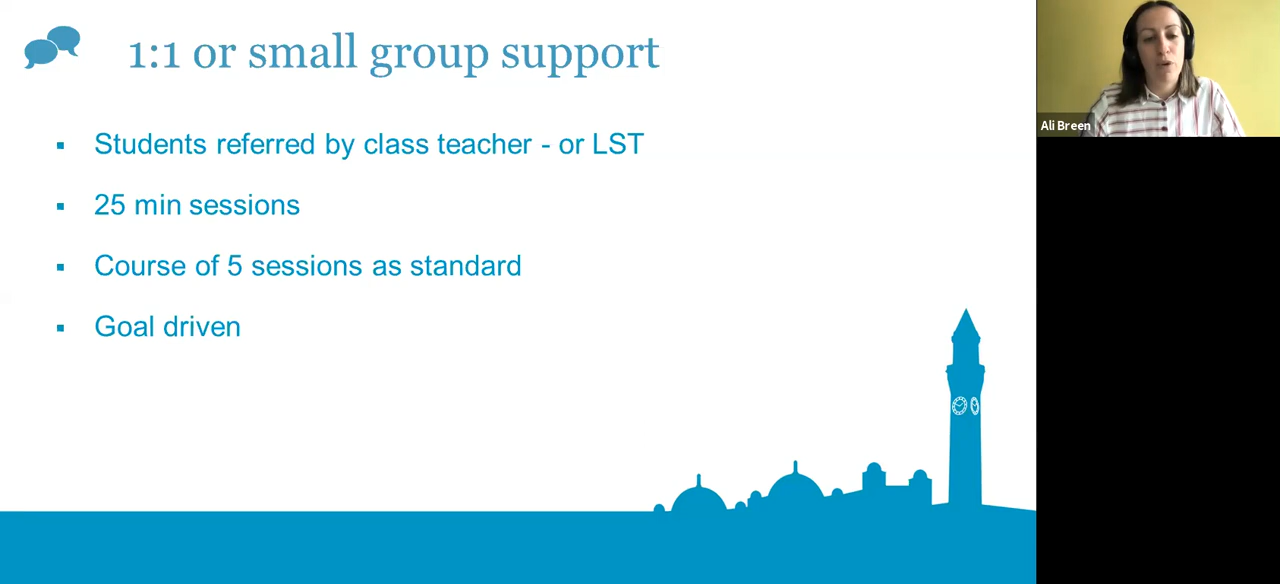 1:1 or small group support
Students referred by class teacher - or LST
25 min sessions
Course of 5 sessions as standard
Goal driven
Ali Breen